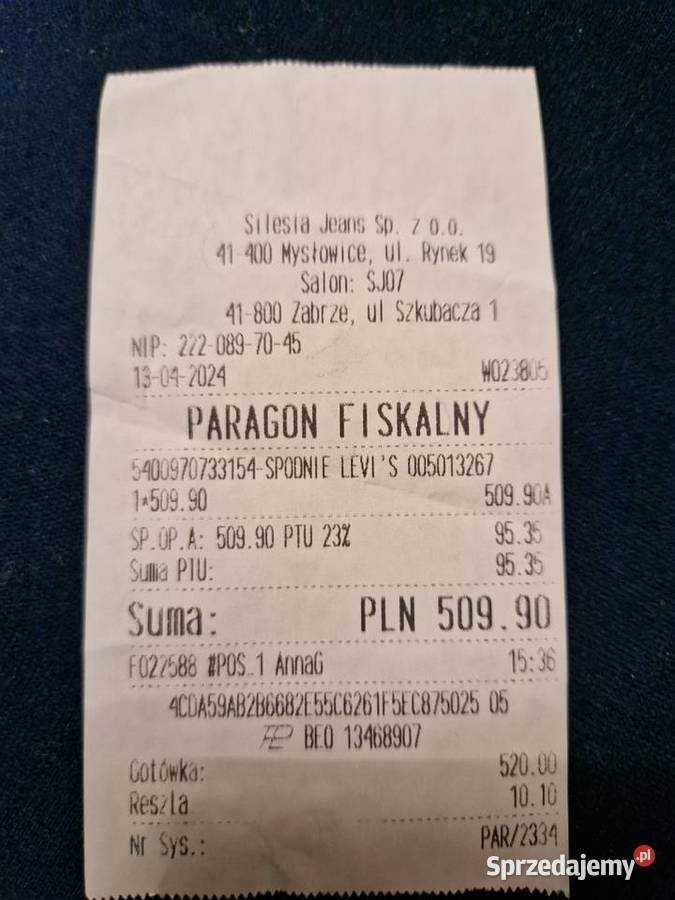 Silesia Jeans Sp. z o.o.
41-400 Mysłowice, ul. Rynek 19
Salon: SJ07
41-800 Zabrze, ul Szkubacza 1
NIP: 222-089-70-45
13-04-2024 W023805
PARAGON FISKALNY
5400970733154-SPODNIE LEVI'S 005013267
1*509.90 509.90A
SP.OP.A: 509.90 PTU 23% 95.35
Suma PTU: 95.35
Suma: PLN 509.90
F022588 #POS_1 AnnaG 15:36
4CDA59AB2B6682E55C6261F5EC875025 05
BEO 13468907
Gotówka: 520.00
Reszta 10.10
Nr Sys.: PAR/2334
Sprzedajemy.pl